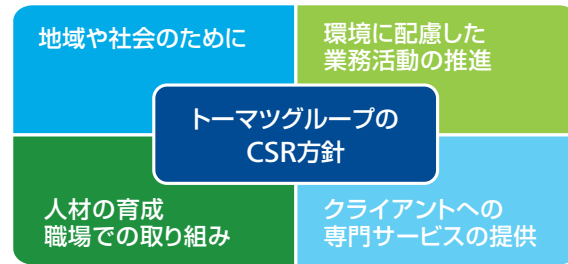 地域や社会のために
環境に配慮した
業務活動の推進
トーマツグループの
CSR方針
人材の育成
職場での取り組み
クライアントへの
専門サービスの提供